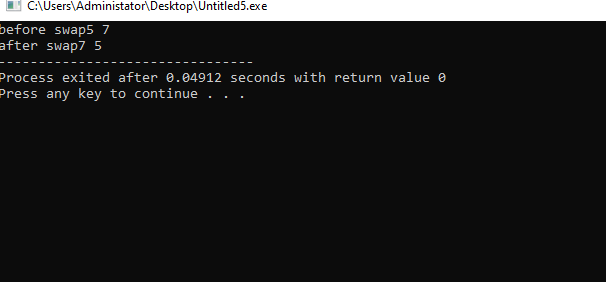 C:\Users\Administator\Desktop\Untitled5.exe
before swap5 7
after swap7 5
--------------------------------
Process exited after 0.04912 seconds with return value 0
Press any key to continue . . .